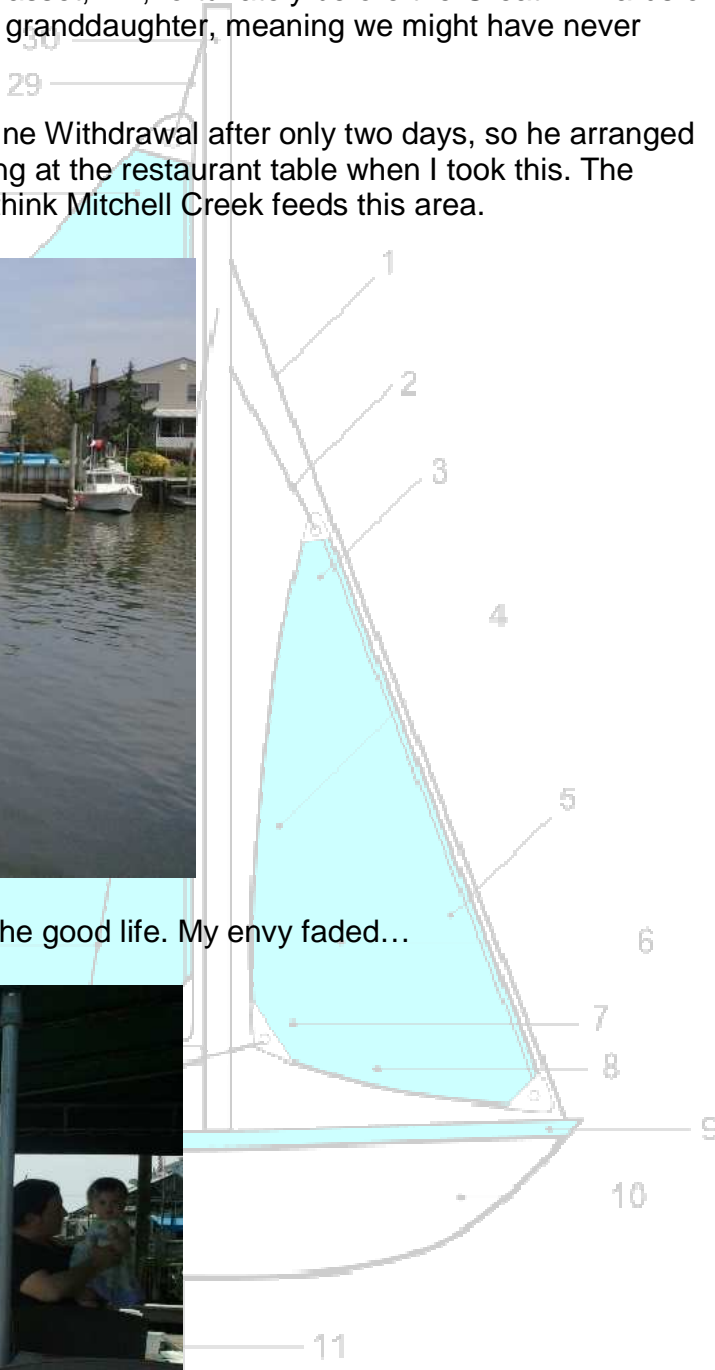 granddaughter, meaning we might have never
30
29
ne Withdrawal after only two days, so he arranged
ng at the restaurant table when I took this. The
hink Mitchell Creek feeds this area.
1
2
3
4
5
he good life. My envy faded…
6
7
8
9
10
11